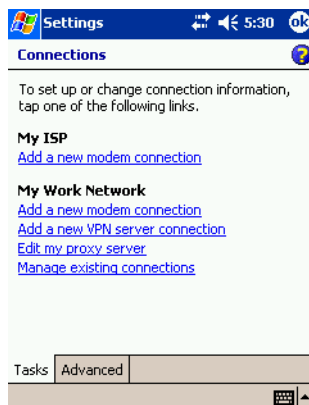 Settings 5:30 ok
Connections ?
To set up or change connection information,
tap one of the following links.
My ISP
Add a new modem connection
My Work Network
Add a new modem connection
Add a new VPN server connection
Edit my proxy server
Manage existing connections
Tasks Advanced